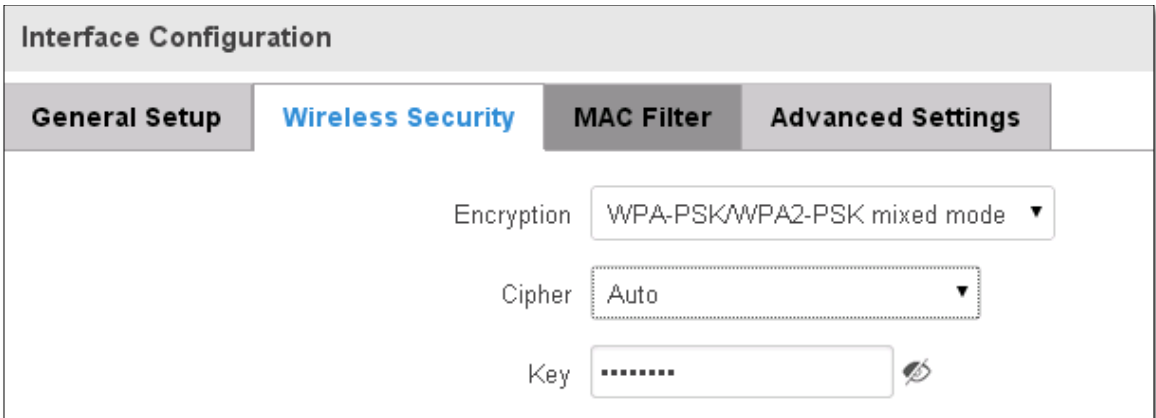 Interface Configuration
General Setup Wireless Security MAC Filter Advanced Settings
Encryption WPA-PSK/WPA2-PSK mixed mode
Cipher Auto
Key ••••••••